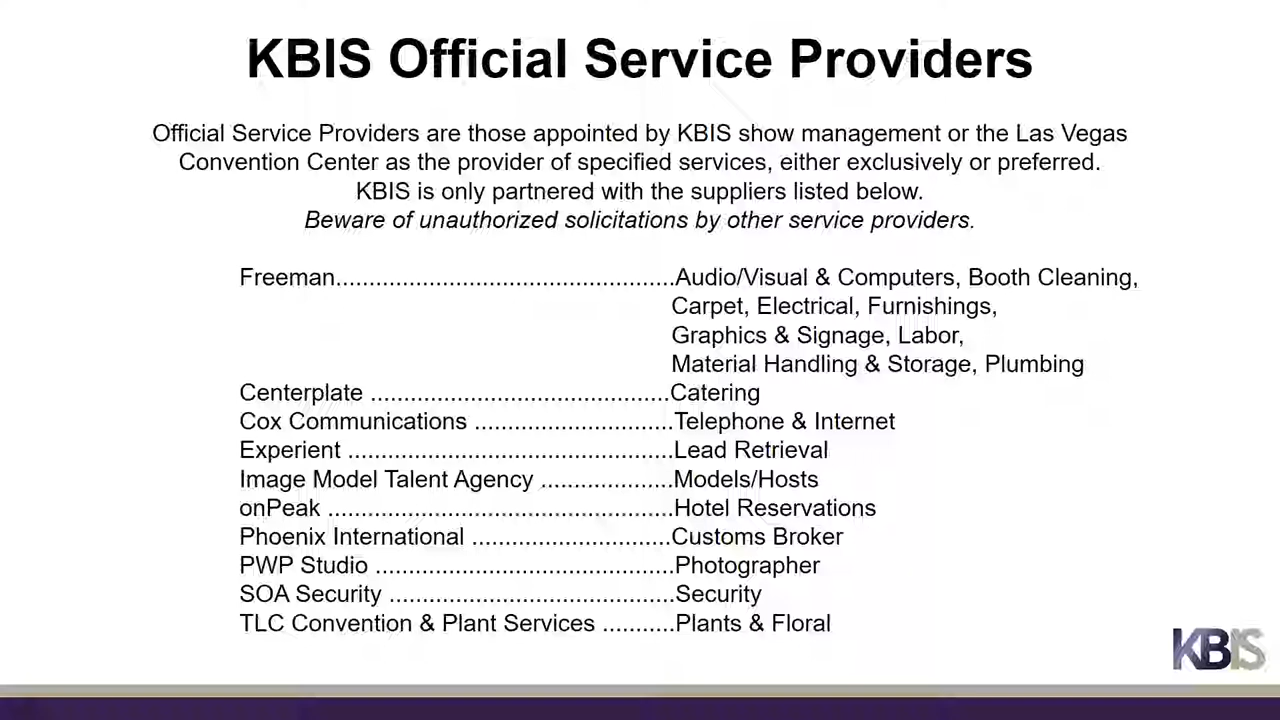 KBIS Official Service Providers
Official Service Providers are those appointed by KBIS show management or the Las Vegas
Convention Center as the provider of specified services, either exclusively or preferred.
KBIS is only partnered with the suppliers listed below.
Beware of unauthorized solicitations by other service providers.
Freeman...................................................Audio/Visual & Computers, Booth Cleaning,
Carpet, Electrical, Furnishings,
Graphics & Signage, Labor,
Material Handling & Storage, Plumbing
Centerplate .............................................Catering
Cox Communications ..............................Telephone & Internet
Experient .................................................Lead Retrieval
Image Model Talent Agency ....................Models/Hosts
onPeak ....................................................Hotel Reservations
Phoenix International ..............................Customs Broker
PWP Studio .............................................Photographer
SOA Security ...........................................Security
TLC Convention & Plant Services ...........Plants & Floral
KBIS